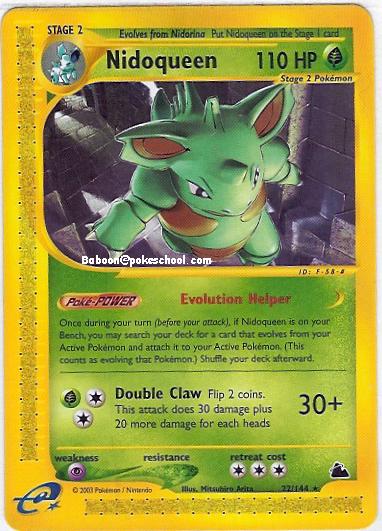 STAGE 2
Evolves from Nidorina Put Nidoqueen on the Stage 1 card
Nidoqueen 110 HP
Stage 2 Pokémon
Baboon@pokeschool.com
ID: F-58-#
Poké-POWER Evolution Helper
Once during your turn (before your attack), if Nidoqueen is on your
Bench, you may search your deck for a card that evolves from your
Active Pokémon and attach it to your Active Pokémon. (This
counts as evolving that Pokémon.) Shuffle your deck afterward.
Double Claw Flip 2 coins.
This attack does 30 damage plus
20 more damage for each heads
30+
weakness resistance retreat cost
Illus. Mitsuhiro Arita 22/144 ★
e
© 2003 Pokémon / Nintendo